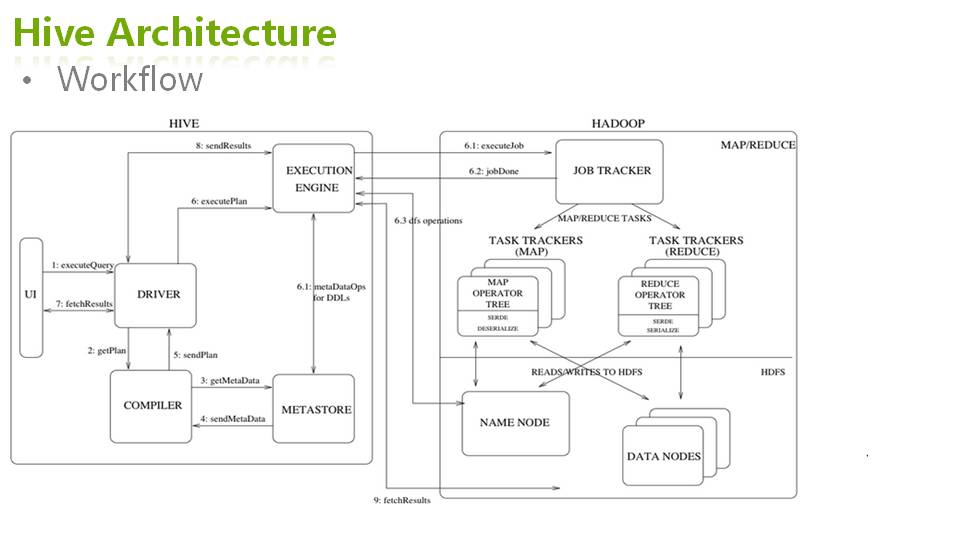 Hive Architecture
• Workflow
HIVE
HADOOP
8: sendResults
EXECUTION
ENGINE
6.1: executeJob
6.2: jobDone
JOB TRACKER
MAP/REDUCE
6: executePlan
6.3 dfs operations
MAP/REDUCE TASKS
TASK TRACKERS
(MAP)
TASK TRACKERS
(REDUCE)
UI
1: executeQuery
7: fetchResults
DRIVER
6.1: metaDataOps
for DDLs
MAP
OPERATOR
TREE
SERDE
DESERIALIZE
REDUCE
OPERATOR
TREE
SERDE
SERIALIZE
2: getPlan
5: sendPlan
READS/WRITES TO HDFS
HDFS
COMPILER
3: getMetaData
4: sendMetaData
METASTORE
NAME NODE
DATA NODES
9: fetchResults